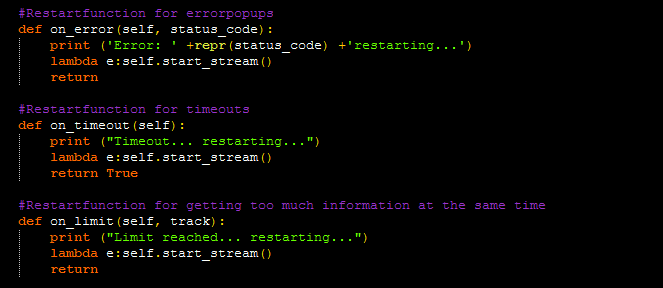 #Restartfunction for errorpopups
def on_error(self, status_code):
    print ('Error: ' +repr(status_code) +'restarting...')
    lambda e:self.start_stream()
    return
#Restartfunction for timeouts
def on_timeout(self):
    print ("Timeout... restarting...")
    lambda e:self.start_stream()
    return True
#Restartfunction for getting too much information at the same time
def on_limit(self, track):
    print ("Limit reached... restarting...")
    lambda e:self.start_stream()
    return